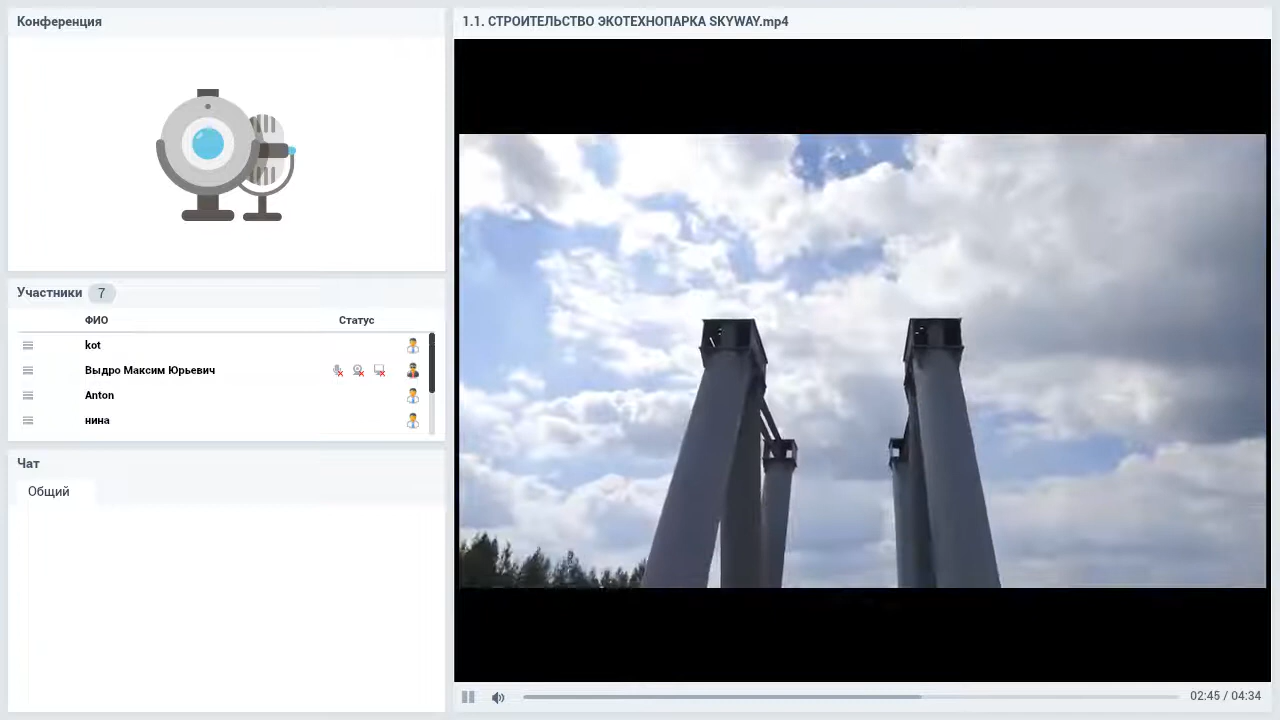 Конференция
1.1. СТРОИТЕЛЬСТВО ЭКОТЕХНОПАРКА SKYWAY.mp4
Участники 7
ФИО Статус
kot
Выдро Максим Юрьевич
Anton
нина
Чат
Общий
02:45 / 04:34